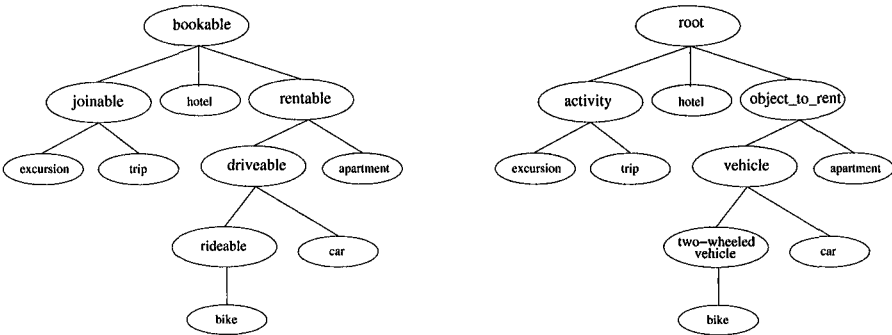 bookable
joinable
hotel
rentable
excursion
trip
driveable
apartment
rideable
car
bike
root
activity
hotel
object_to_rent
excursion
trip
vehicle
apartment
two-wheeled
vehicle
car
bike